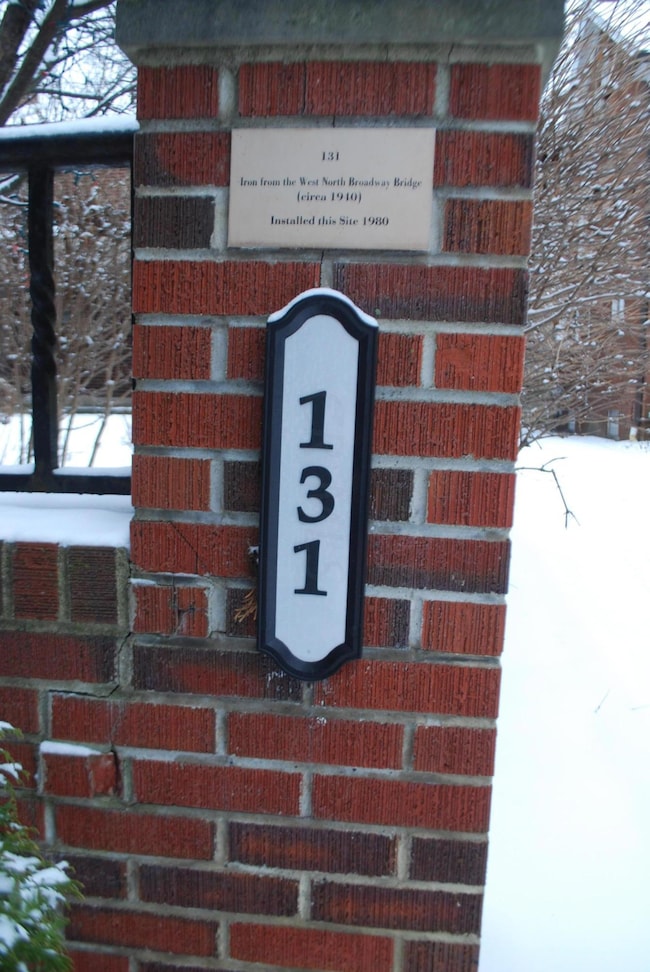 131
Iron from the West North Broadway Bridge
(circa 1940)
Installed this Site 1980
1
3
1